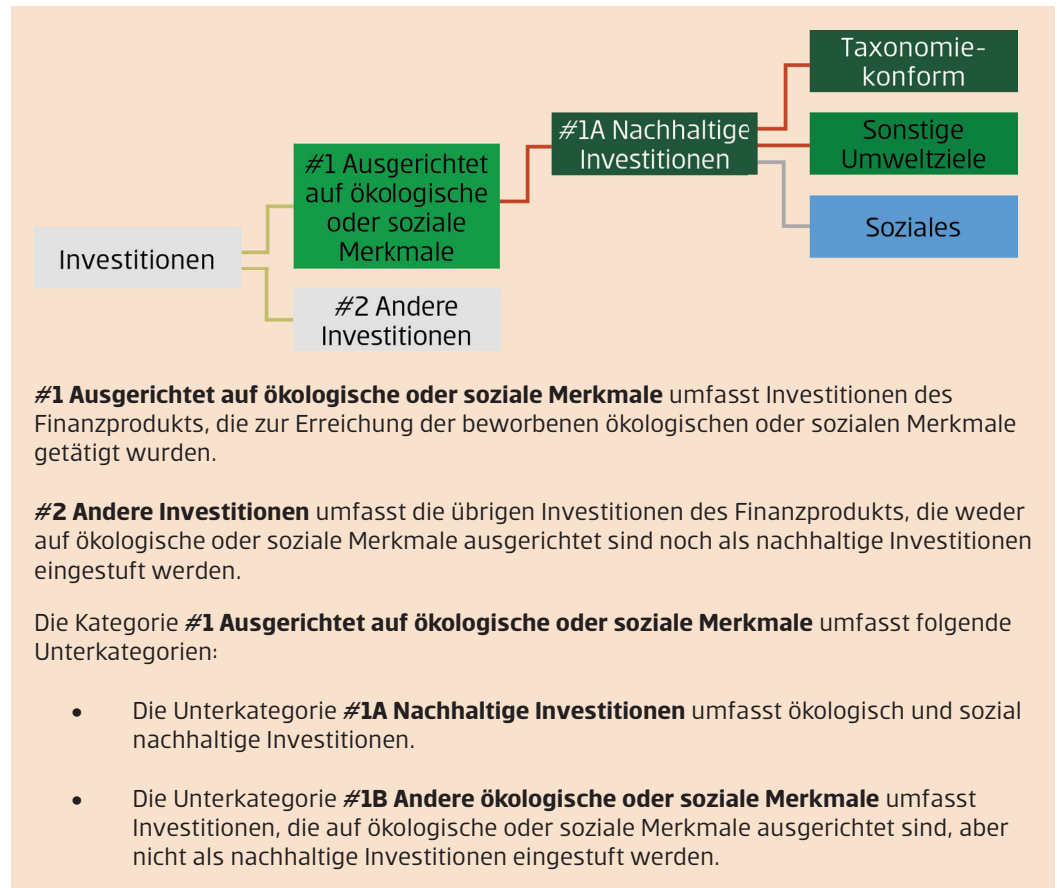 Taxonomie-
konform
#1A Nachhaltige
Investitionen
Sonstige
Umweltziele
#1 Ausgerichtet
auf ökologische
oder soziale
Merkmale
Soziales
Investitionen
#2 Andere
Investitionen
#1 Ausgerichtet auf ökologische oder soziale Merkmale umfasst Investitionen des
Finanzprodukts, die zur Erreichung der beworbenen ökologischen oder sozialen Merkmale
getätigt wurden.
#2 Andere Investitionen umfasst die übrigen Investitionen des Finanzprodukts, die weder
auf ökologische oder soziale Merkmale ausgerichtet sind noch als nachhaltige Investitionen
eingestuft werden.
Die Kategorie #1 Ausgerichtet auf ökologische oder soziale Merkmale umfasst folgende
Unterkategorien:
• Die Unterkategorie #1A Nachhaltige Investitionen umfasst ökologisch und sozial
nachhaltige Investitionen.
• Die Unterkategorie #1B Andere ökologische oder soziale Merkmale umfasst
Investitionen, die auf ökologische oder soziale Merkmale ausgerichtet sind, aber
nicht als nachhaltige Investitionen eingestuft werden.